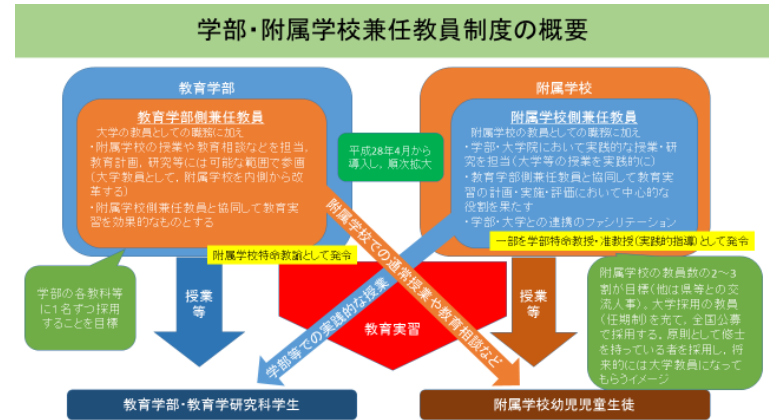 学部・附属学校兼任教員制度の概要
教育学部
教育学部側兼任教員
大学の教員としての職務に加え
・附属学校の授業や教育相談などを担当,
教育計画,研究等には可能な範囲で参画
(大学教員として,附属学校を内側から改
革する)
・附属学校側兼任教員と協同して教育実
習を効果的なものとする
附属学校特命教諭として発令
平成28年4月から
導入し,順次拡大
附属学校
附属学校側兼任教員
附属学校の教員としての職務に加え
・学部・大学院において実践的な授業・研
究を担当(大学等の授業を実践的に)
・教育学部側兼任教員と協同して教育実
習の計画・実施・評価において中心的な
役割を果たす
・学部・大学との連携のファシリテーション
一部を学部特命教授・准教授(実践的指導)として発令
学部の各教科等
に1名ずつ採用
することを目標
授業
等
学部等での実践的な授業
附属学校での通常授業や教育相談など
教育実習
授業
等
附属学校の教員数の2～3
割が目標(他は県等との交
流人事)。大学採用の教員
(任期制)を充て,全国公募
で採用する。原則として修士
を持っている者を採用し,将
来的には大学教員になって
もらうイメージ
教育学部・教育学研究科学生
附属学校幼児児童生徒